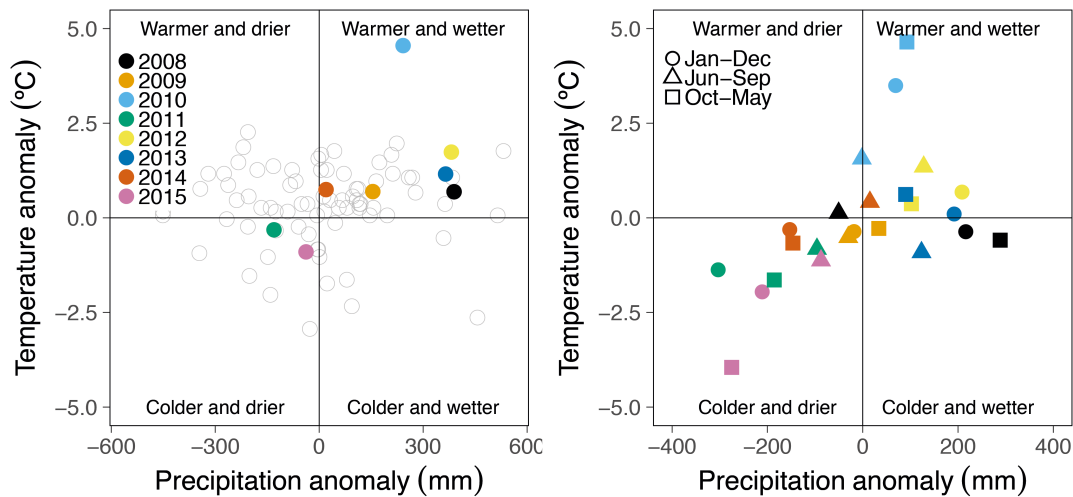 Warmer and drier
Warmer and wetter
2008
2009
2010
2011
2012
2013
2014
2015
Colder and drier
Colder and wetter
5.0
2.5
0.0
−2.5
−5.0
−600
−300
0
300
600
Temperature anomaly (ºC)
Precipitation anomaly (mm)
Warmer and drier
Warmer and wetter
Jan−Dec
Jun−Sep
Oct−May
Colder and drier
Colder and wetter
5.0
2.5
0.0
−2.5
−5.0
−400
−200
0
200
400
Temperature anomaly (ºC)
Precipitation anomaly (mm)